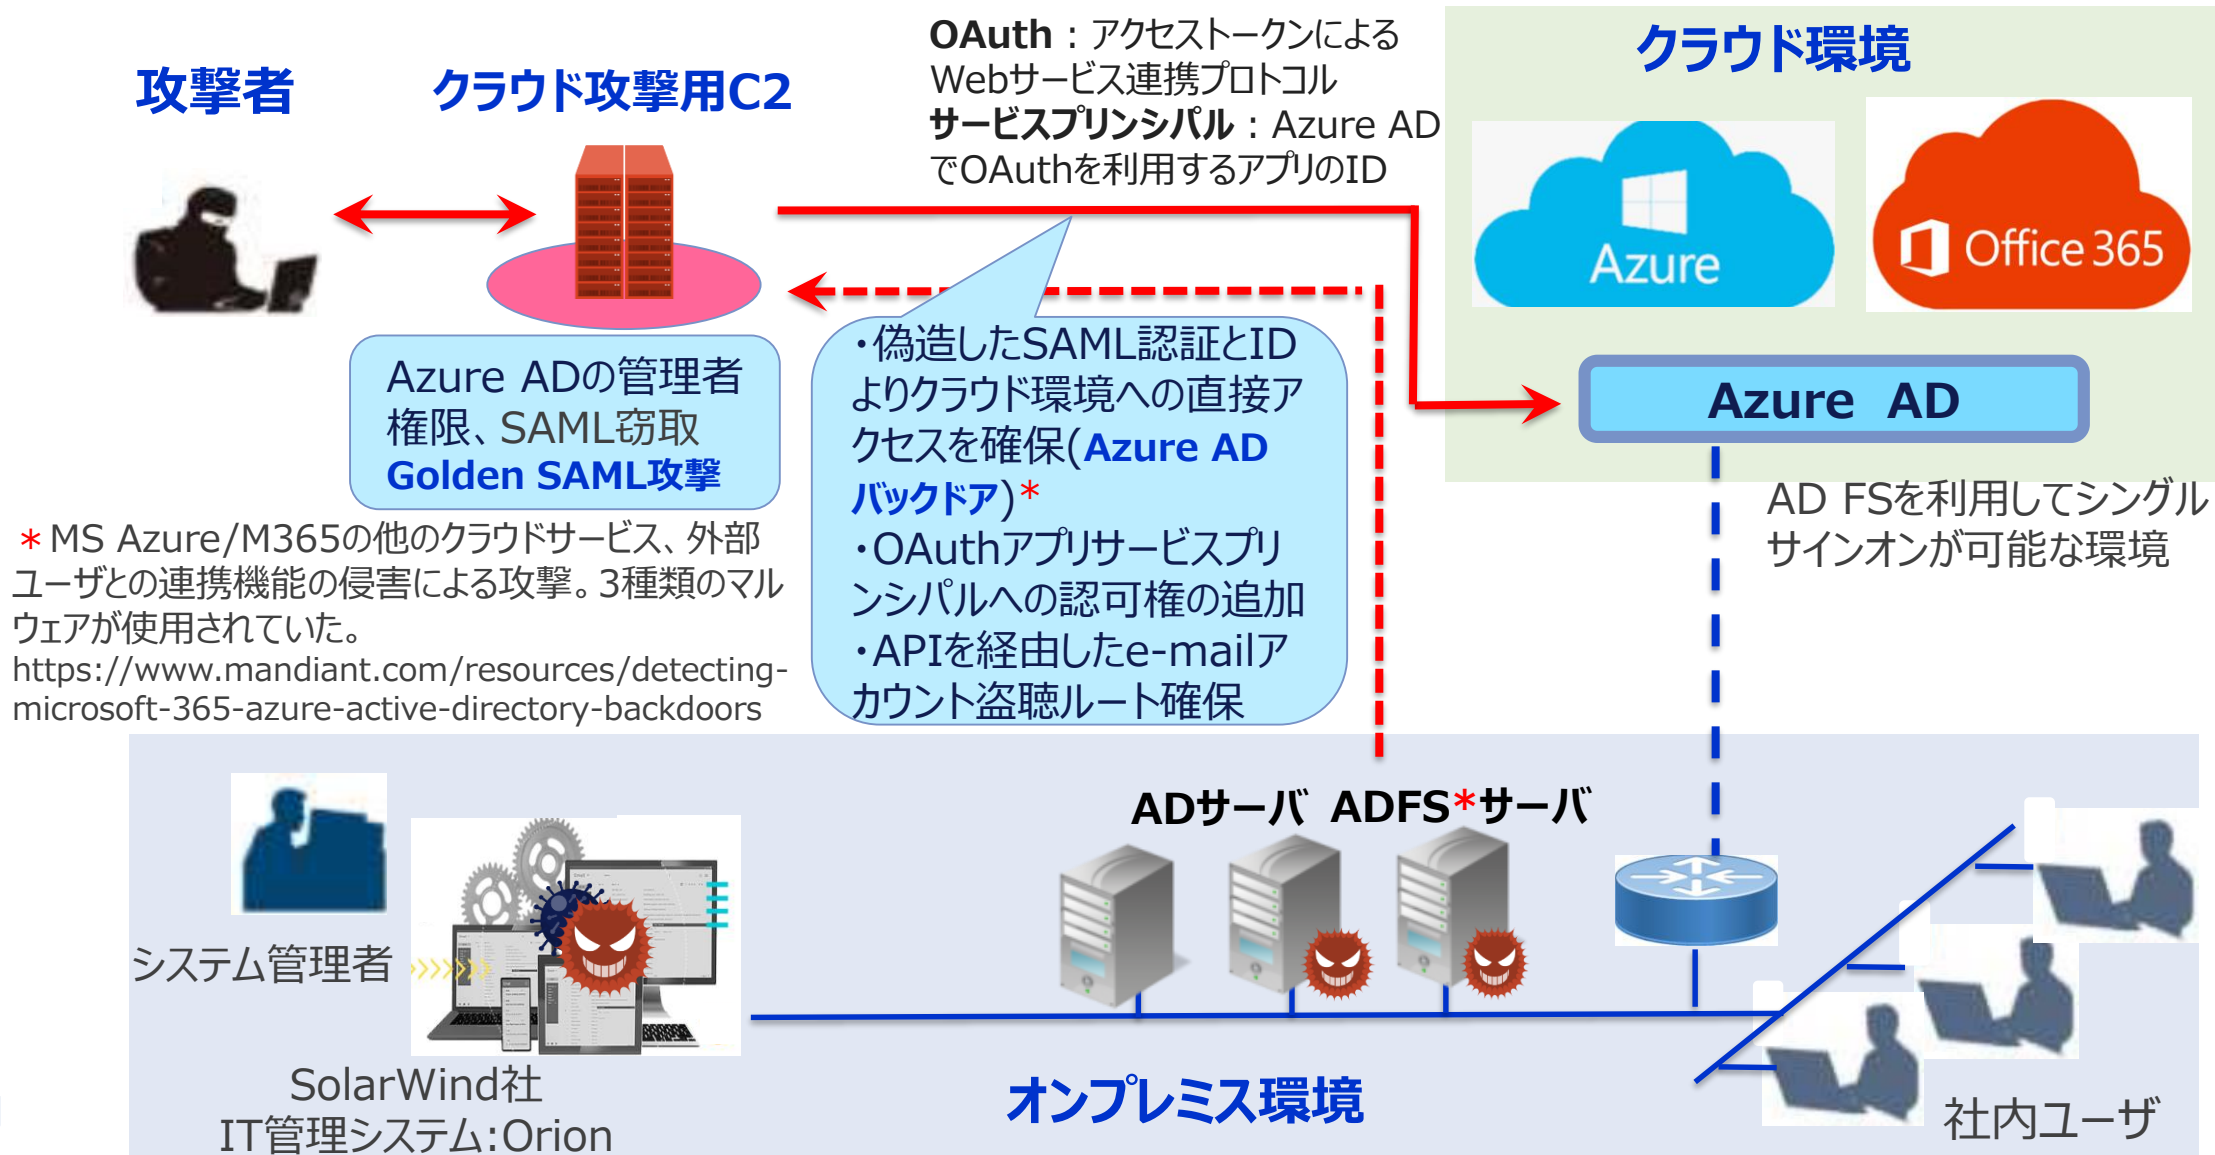 攻撃者
クラウド攻撃用C2
OAuth：アクセストークンによる
Webサービス連携プロトコル
サービスプリンシパル：Azure AD
でOAuthを利用するアプリのID
クラウド環境
Azure
Office 365
Azure AD
Azure ADの管理者
権限、SAML窃取
Golden SAML攻撃
・偽造したSAML認証とID
よりクラウド環境への直接ア
クセスを確保(Azure AD
バックドア)*
・OAuthアプリサービスプリ
ンシパルへの認可権の追加
・APIを経由したe-mailア
カウント盗聴ルート確保
AD FSを利用してシングル
サインオンが可能な環境
*MS Azure/M365の他のクラウドサービス、外部
ユーザとの連携機能の侵害による攻撃。3種類のマル
ウェアが使用されていた。
https://www.mandiant.com/resources/detecting-
microsoft-365-azure-active-directory-backdoors
ADサーバ ADFS*サーバ
システム管理者
SolarWind社
IT管理システム:Orion
オンプレミス環境
社内ユーザ